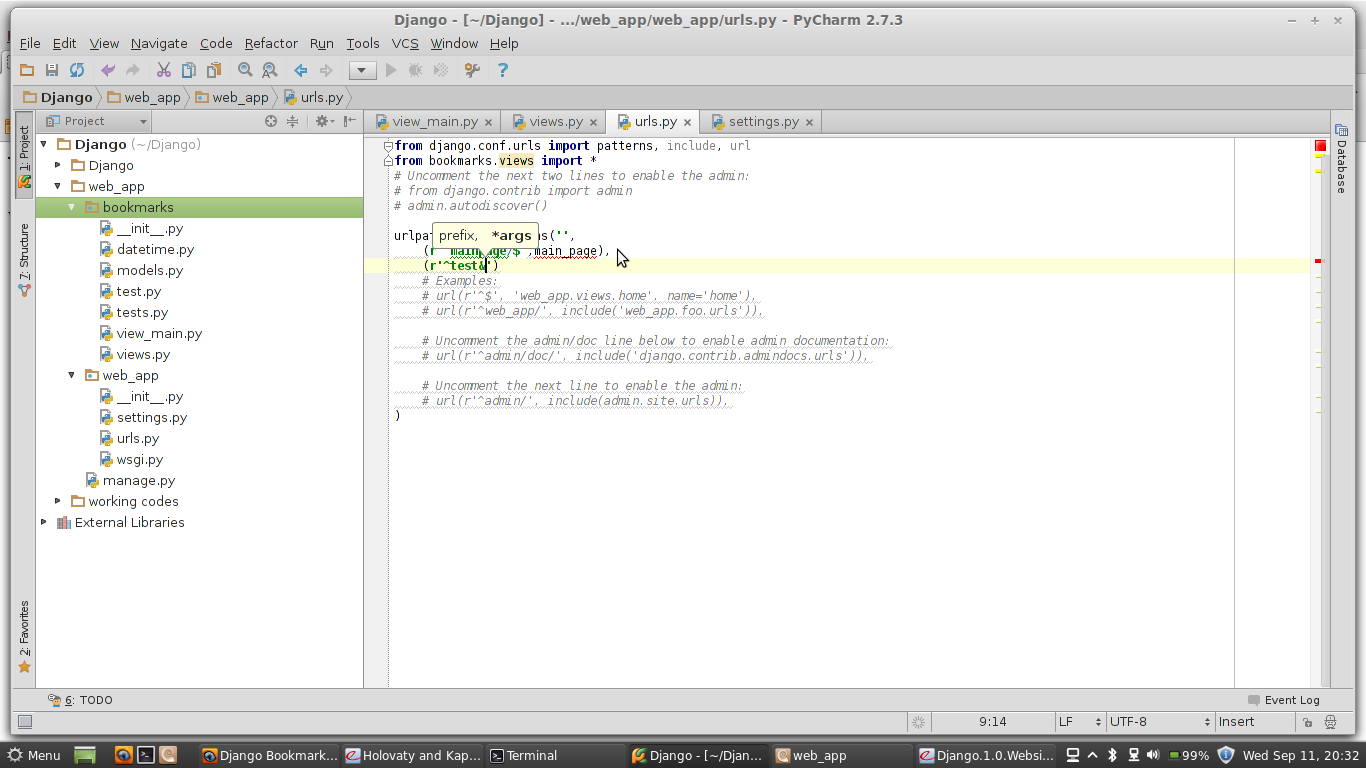 Django - [~/Django] - .../web_app/web_app/urls.py - PyCharm 2.7.3
File Edit View Navigate Code Refactor Run Tools VCS Window Help
Django web_app web_app urls.py
1: Project
7: Structure
2: Favorites
Project
Django (~/Django)
Django
web_app
bookmarks
__init__.py
datetime.py
models.py
test.py
tests.py
view_main.py
views.py
web_app
__init__.py
settings.py
urls.py
wsgi.py
manage.py
working codes
External Libraries
view_main.py views.py urls.py settings.py
from django.conf.urls import patterns, include, url
from bookmarks.views import *
# Uncomment the next two lines to enable the admin:
# from django.contrib import admin
# admin.autodiscover()
prefix, *args
urlpa s('',
(r page/$ ,main_page),
(r'^test&')
# Examples:
# url(r'^$', 'web_app.views.home', name='home'),
# url(r'^web_app/', include('web_app.foo.urls')),
# Uncomment the admin/doc line below to enable admin documentation:
# url(r'^admin/doc/', include('django.contrib.admindocs.urls')),
# Uncomment the next line to enable the admin:
# url(r'^admin/', include(admin.site.urls)),
)
Database
6: TODO Event Log
9:14 LF UTF-8 Insert
Menu Django Bookmark... Holovaty and Kap... Terminal Django - [~/Djan... web_app Django.1.0.Websi... 99% Wed Sep 11, 20:32